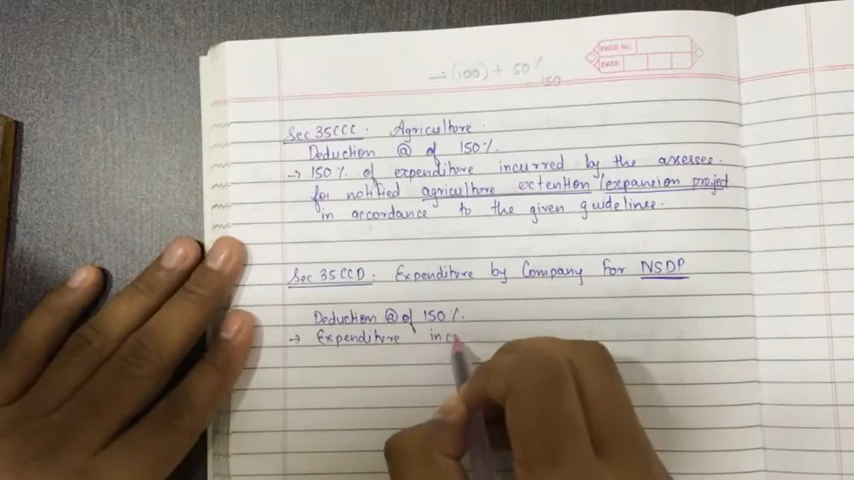 PAGE No.
DATE
→ (100) + 50%
150
Sec 35CCC. Agriculture.
Deduction @ of 150%.
→ 150% of expenditure incurred by the assessee.
for notified agriculture extention/expansion project
in accordance to the given guidelines.
Sec 35CCD: Expenditure by Company For NSDP
Deduction @ of 150%.
→ Expenditure inc